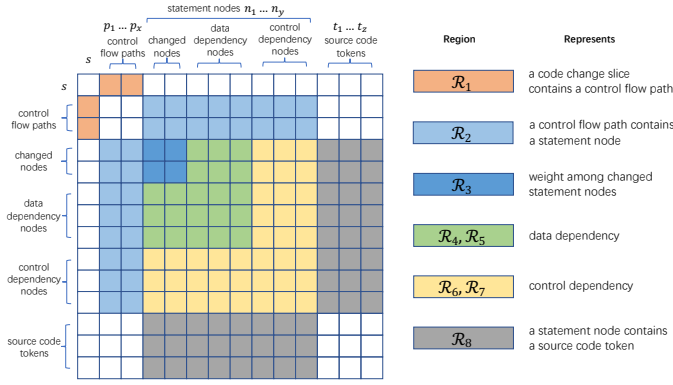 statement nodes n₁ … nᵧ
p₁ … pₓ
control
flow paths
changed
nodes
data
dependency
nodes
control
dependency
nodes
t₁ … t_z
source code
tokens
s
s
control
flow paths
changed
nodes
data
dependency
nodes
control
dependency
nodes
source code
tokens
Region
Represents
R₁
a code change slice
contains a control flow path
R₂
a control flow path contains
a statement node
R₃
weight among changed
statement nodes
R₄, R₅
data dependency
R₆, R₇
control dependency
R₈
a statement node contains
a source code token